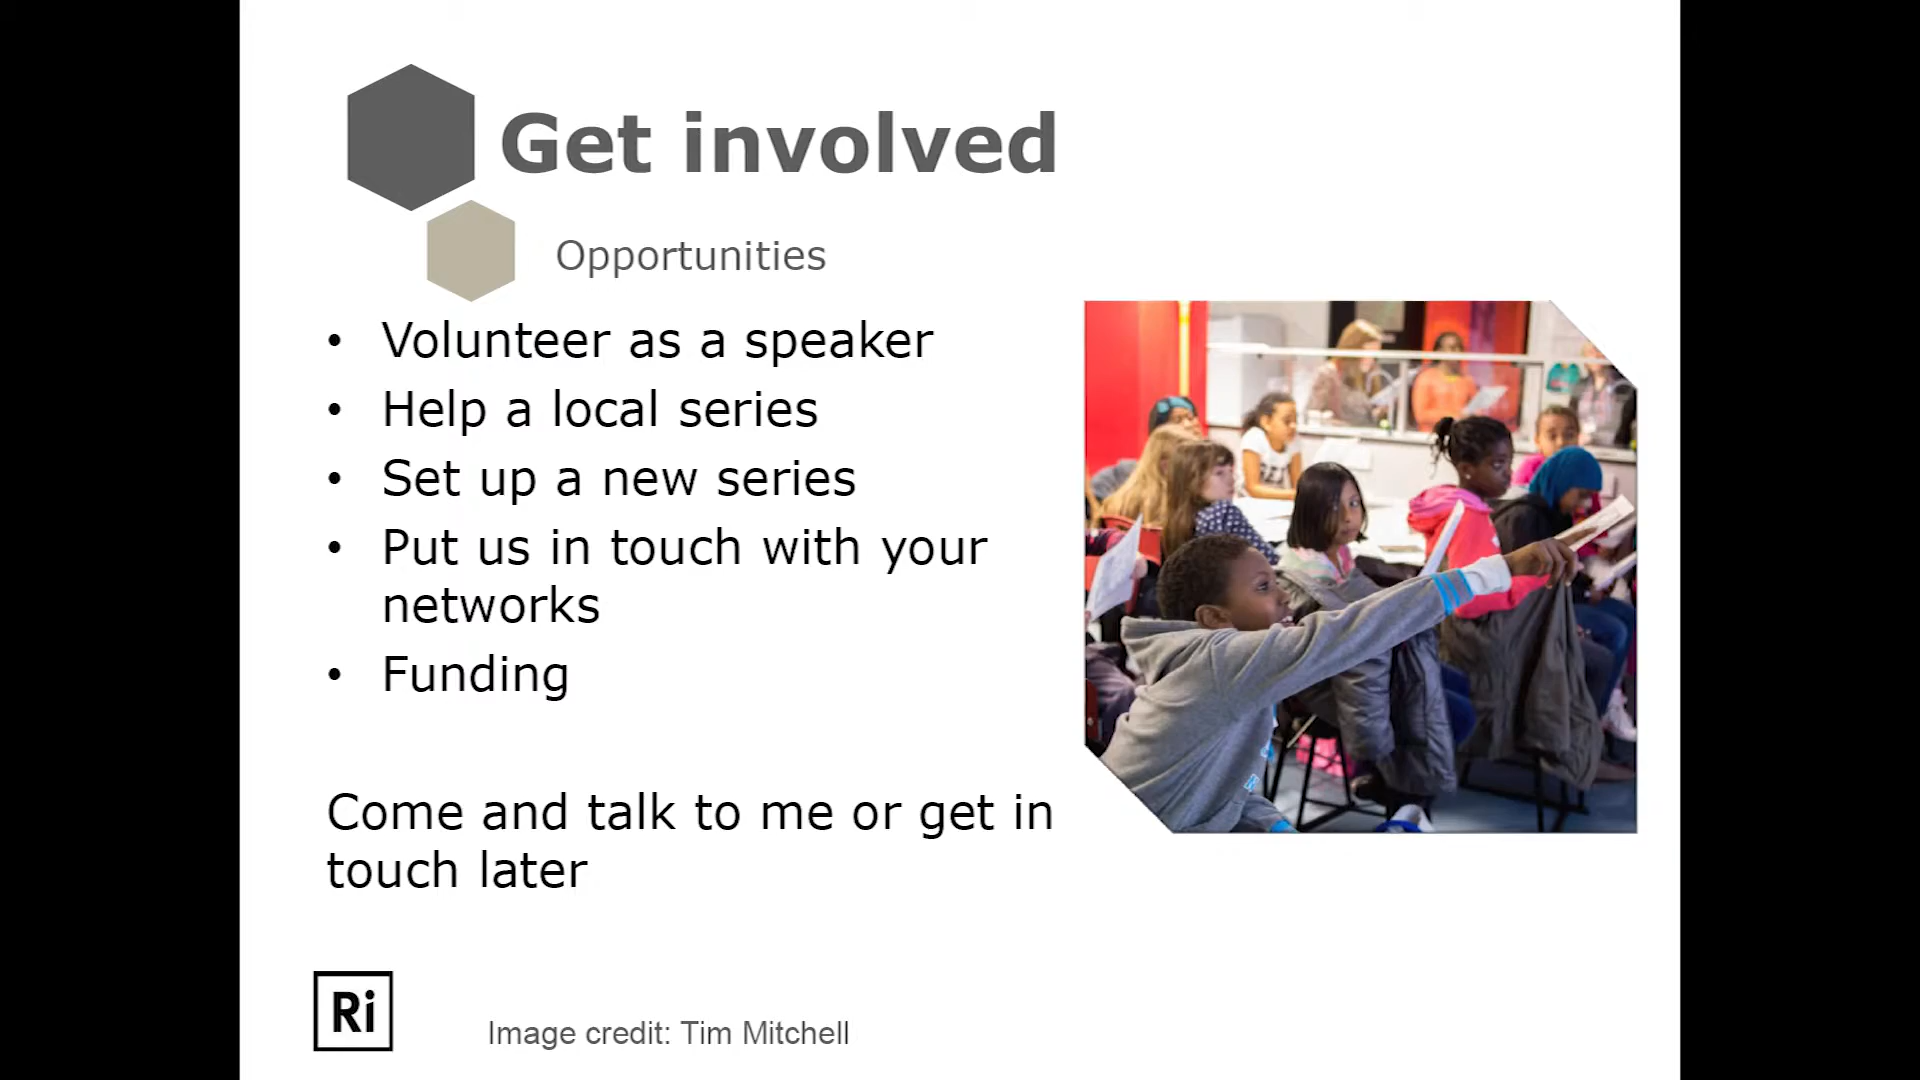 Get involved
Opportunities
• Volunteer as a speaker
• Help a local series
• Set up a new series
• Put us in touch with your
networks
• Funding
Come and talk to me or get in
touch later
Ri
Image credit: Tim Mitchell